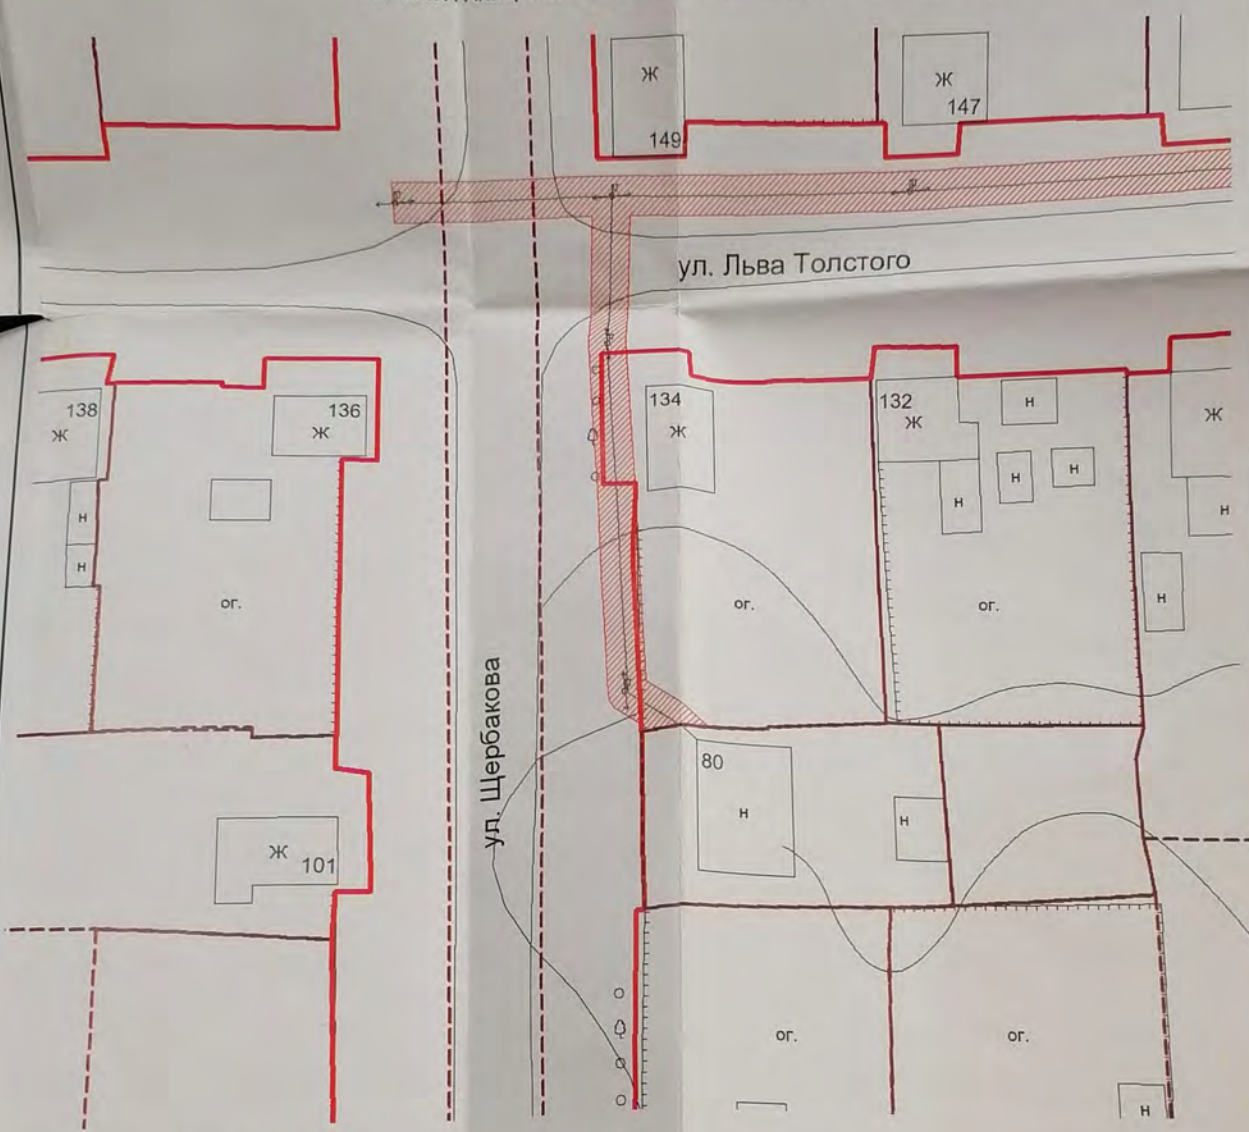 Ж
Ж
147
149
ул. Льва Толстого
138
136
134
132
н
Ж
Ж
Ж
Ж
Ж
н
н
н
н
н
н
н
н
ог.
ог.
ог.
ул. Щербакова
80
н
н
Ж
101
ог.
ог.
н